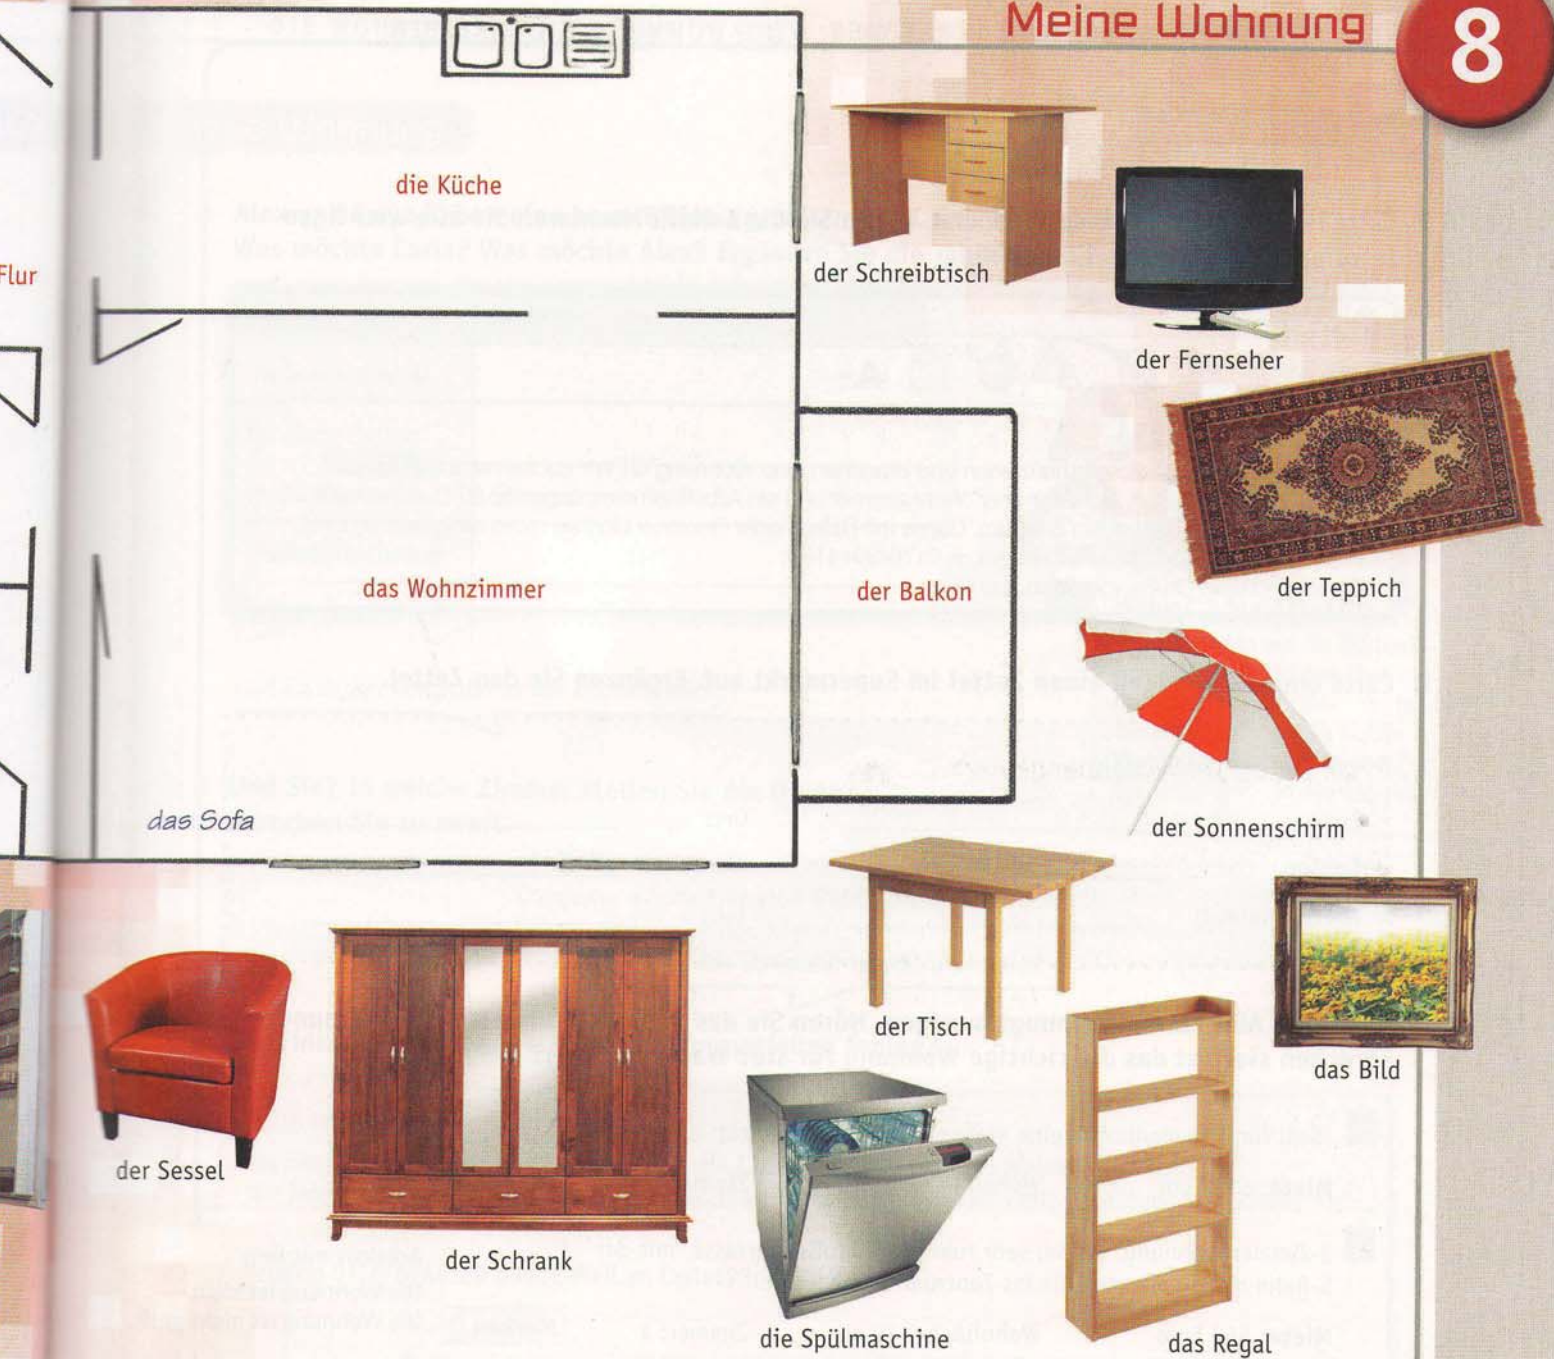 Meine Wohnung
8
die Küche
Flur
der Schreibtisch
der Fernseher
der Teppich
das Wohnzimmer
der Balkon
das Sofa
der Sonnenschirm
der Tisch
das Bild
der Sessel
der Schrank
die Spülmaschine
das Regal